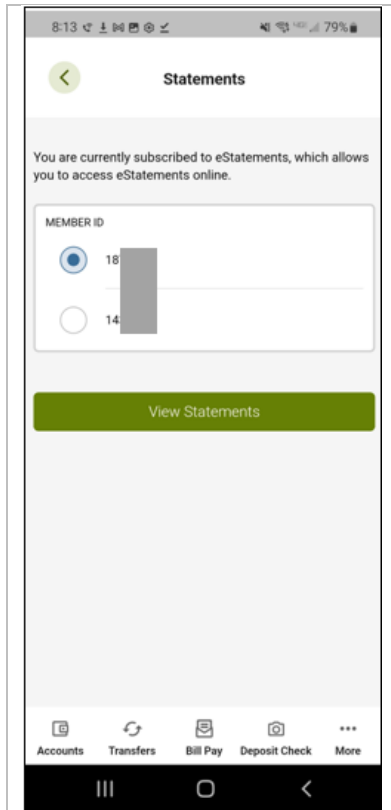 8:13 79%
Statements
You are currently subscribed to eStatements, which allows
you to access eStatements online.
MEMBER ID
18
14
View Statements
Accounts Transfers Bill Pay Deposit Check More